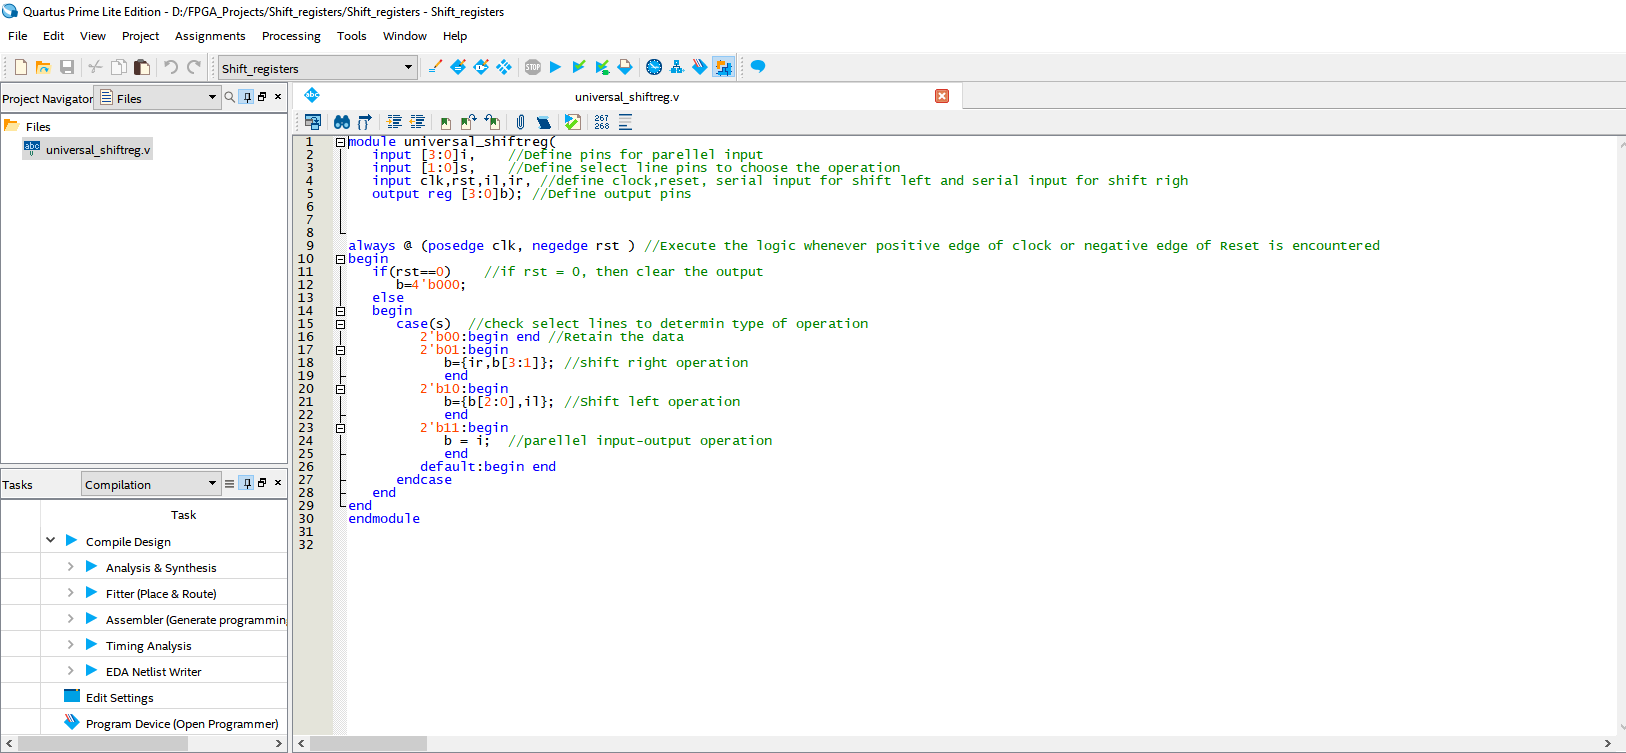 Quartus Prime Lite Edition - D:/FPGA_Projects/Shift_registers/Shift_registers - Shift_registers
File Edit View Project Assignments Processing Tools Window Help
Shift_registers
STOP
Project Navigator Files
Files
abc universal_shiftreg.v
Tasks Compilation
Task
Compile Design
Analysis & Synthesis
Fitter (Place & Route)
Assembler (Generate programmin
Timing Analysis
EDA Netlist Writer
Edit Settings
Program Device (Open Programmer)
abc universal_shiftreg.v
267
268
1 module universal_shiftreg(
2 input [3:0]i, //Define pins for parellel input
3 input [1:0]s, //Define select line pins to choose the operation
4 input clk,rst,il,ir, //define clock,reset, serial input for shift left and serial input for shift righ
5 output reg [3:0]b); //Define output pins
6
7
8
9 always @ (posedge clk, negedge rst ) //Execute the logic whenever positive edge of clock or negative edge of Reset is encountered
10 begin
11 if(rst==0) //if rst = 0, then clear the output
12 b=4'b000;
13 else
14 begin
15 case(s) //check select lines to determin type of operation
16 2'b00:begin end //Retain the data
17 2'b01:begin
18 b={ir,b[3:1]}; //shift right operation
19 end
20 2'b10:begin
21 b={b[2:0],il}; //Shift left operation
22 end
23 2'b11:begin
24 b = i; //parellel input-output operation
25 end
26 default:begin end
27 endcase
28 end
29 end
30 endmodule
31
32